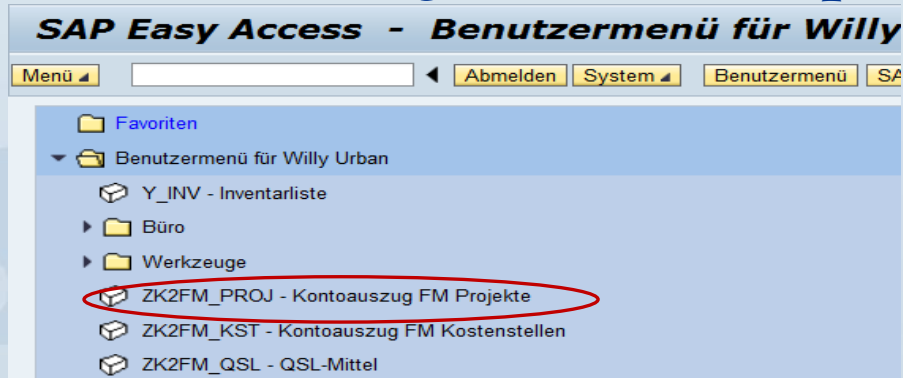 SAP Easy Access - Benutzermenü für Willy
Menü Abmelden System Benutzermenü SA
Favoriten
Benutzermenü für Willy Urban
Y_INV - Inventarliste
Büro
Werkzeuge
ZK2FM_PROJ - Kontoauszug FM Projekte
ZK2FM_KST - Kontoauszug FM Kostenstellen
ZK2FM_QSL - QSL-Mittel